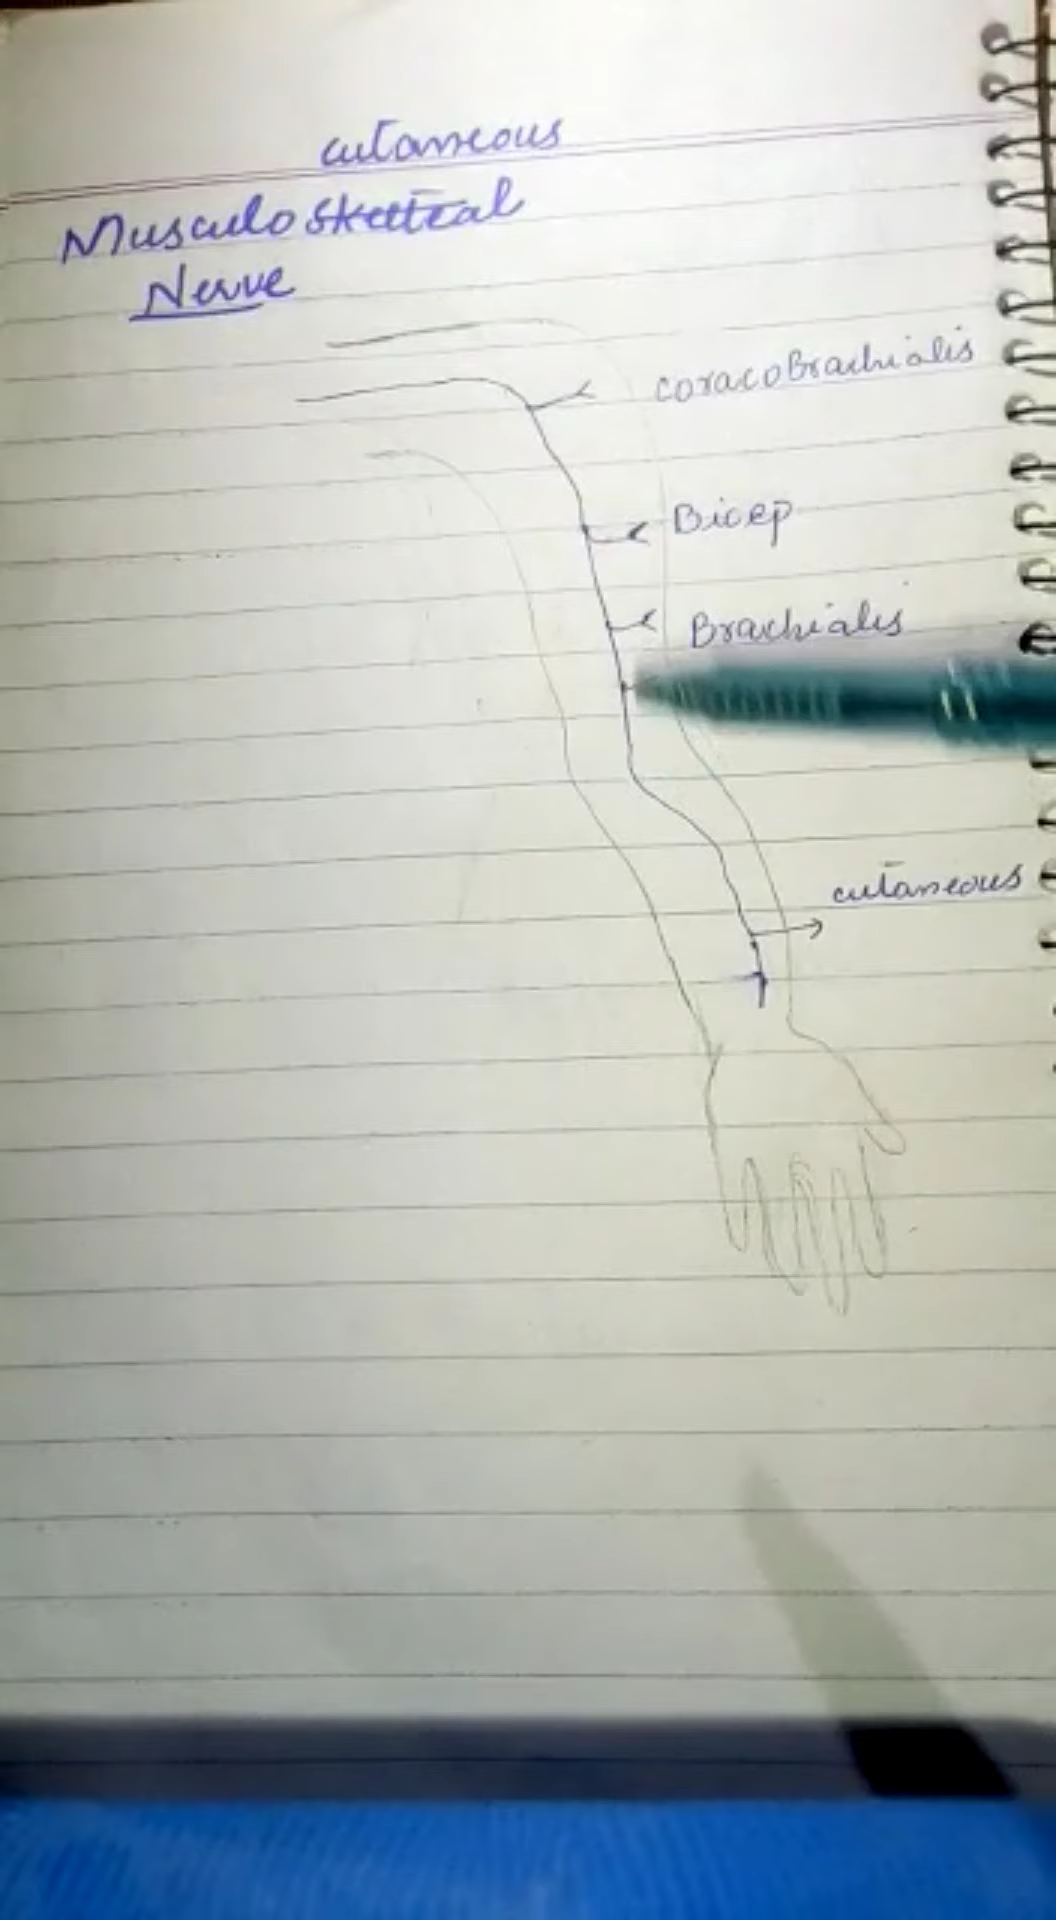 cutaneous
Musculo Skeletal
Nerve
coracoBrachialis
Bicep
Brachialis
cutaneous